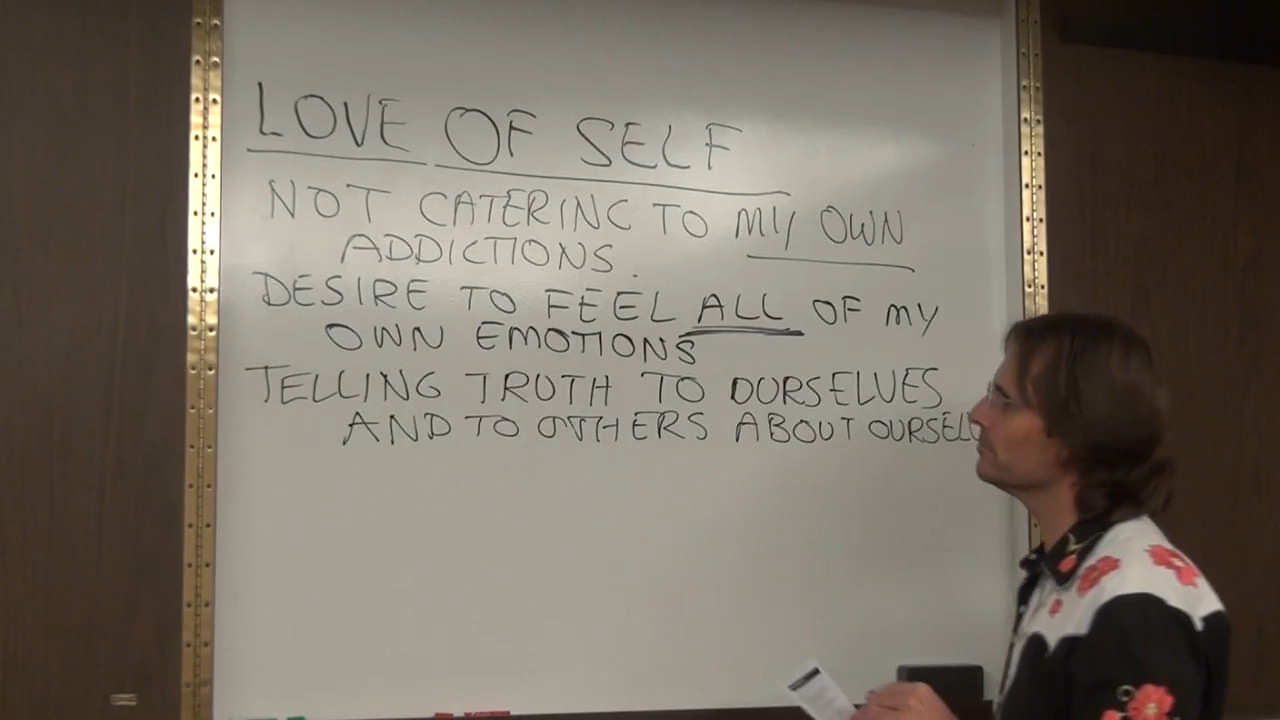 LOVE OF SELF
NOT CATERING TO MY OWN
ADDICTIONS.
DESIRE TO FEEL ALL OF MY
OWN EMOTIONS
TELLING TRUTH TO OURSELVES
AND TO OTHERS ABOUT OURSELV